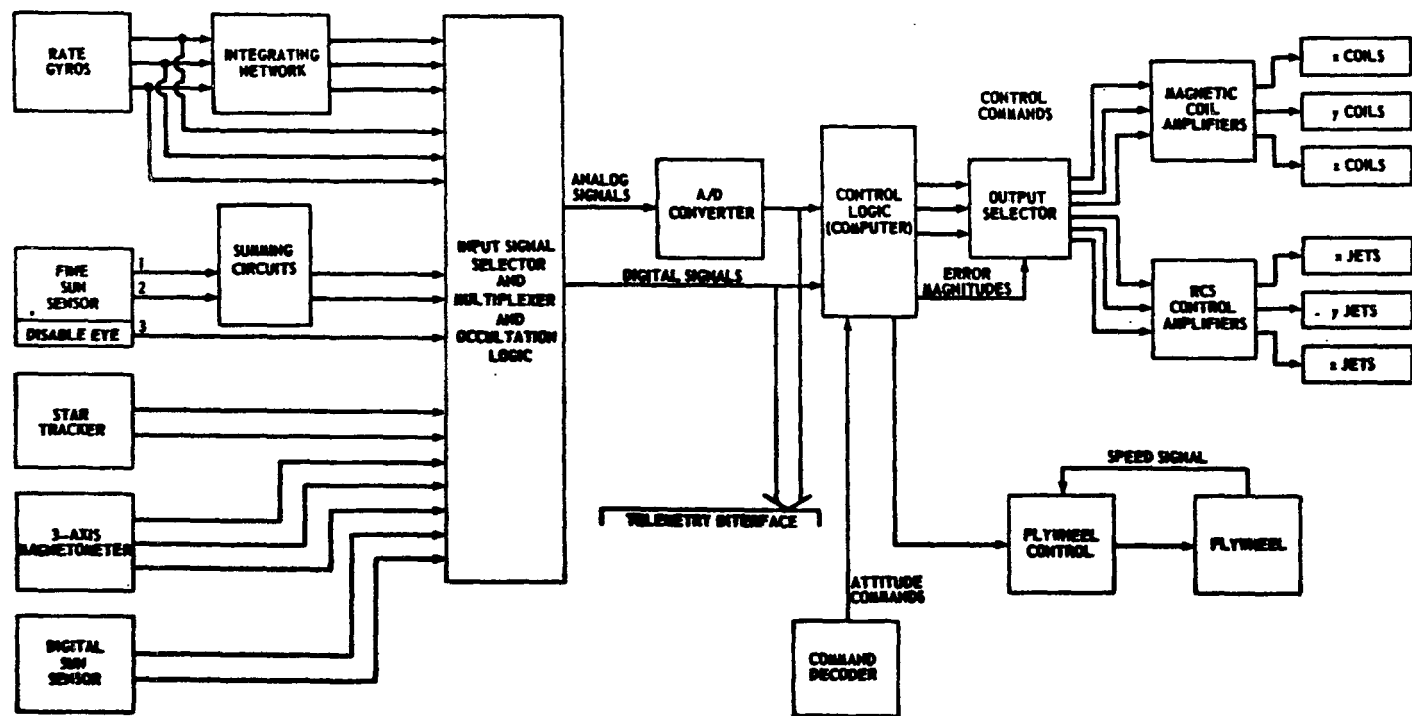 RATE
GYROS
INTEGRATING
NETWORK
FINE
SUN
SENSOR
DISABLE EYE
1
2
3
SUMMING
CIRCUITS
STAR
TRACKER
3-AXIS
MAGNETOMETER
DIGITAL
SUN
SENSOR
INPUT SIGNAL
SELECTOR
AND
MULTIPLEXER
AND
OCCULTATION
LOGIC
ANALOG
SIGNALS
DIGITAL SIGNALS
A/D
CONVERTER
TELEMETRY INTERFACE
CONTROL
LOGIC
(COMPUTER)
ERROR
MAGNITUDES
ATTITUDE
COMMANDS
COMMAND
DECODER
CONTROL
COMMANDS
OUTPUT
SELECTOR
MAGNETIC
COIL
AMPLIFIERS
x COILS
y COILS
z COILS
RCS
CONTROL
AMPLIFIERS
x JETS
y JETS
z JETS
SPEED SIGNAL
FLYWHEEL
CONTROL
FLYWHEEL